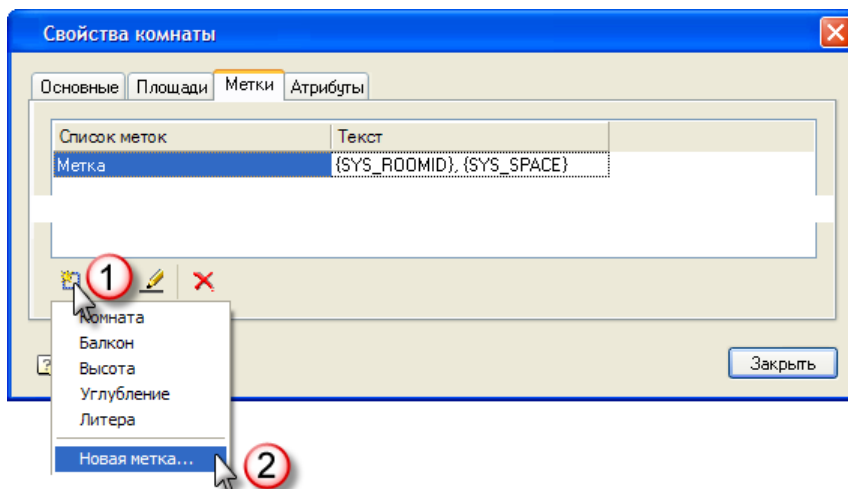 Свойства комнаты
Основные Площади Метки Атрибуты
Список меток Текст
Метка {SYS_ROOMID}, {SYS_SPACE}
1
Комната
Балкон
Высота
Углубление
Литера
Закрыть
Новая метка...
2